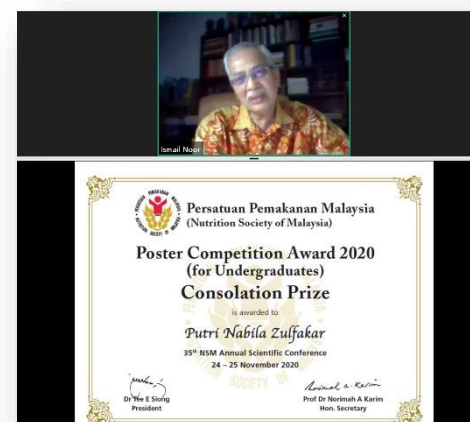 Ismail Noor
Persatuan Pemakanan Malaysia
(Nutrition Society of Malaysia)
Poster Competition Award 2020
(for Undergraduates)
Consolation Prize
is awarded to
Putri Nabila Zulfakar
35th NSM Annual Scientific Conference
24 – 25 November 2020
Dr Tee E Siong
President
Prof Dr Norimah A Karim
Hon. Secretary